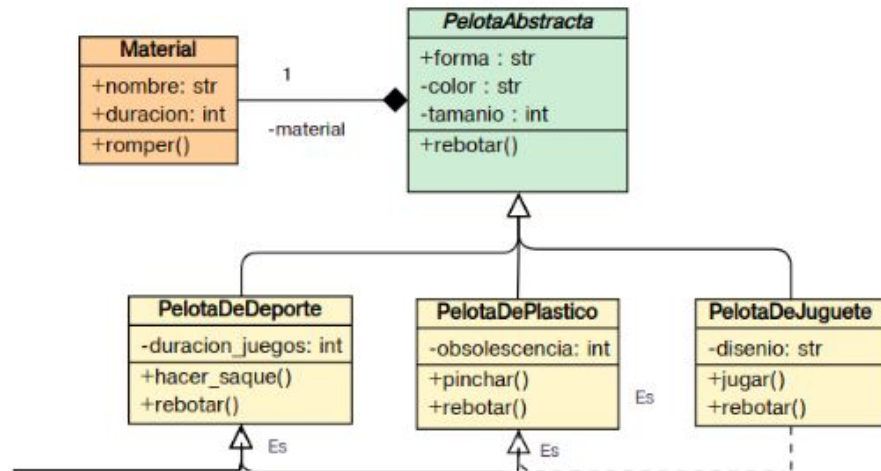 PelotaAbstracta
+forma : str
-color : str
-tamanio : int
+rebotar()
Material
+nombre: str
+duracion: int
+romper()
1
-material
PelotaDeDeporte
-duracion_juegos: int
+hacer_saque()
+rebotar()
PelotaDePlastico
-obsolescencia: int
+pinchar()
+rebotar()
PelotaDeJuguete
-disenio: str
+jugar()
+rebotar()
Es
Es
Es